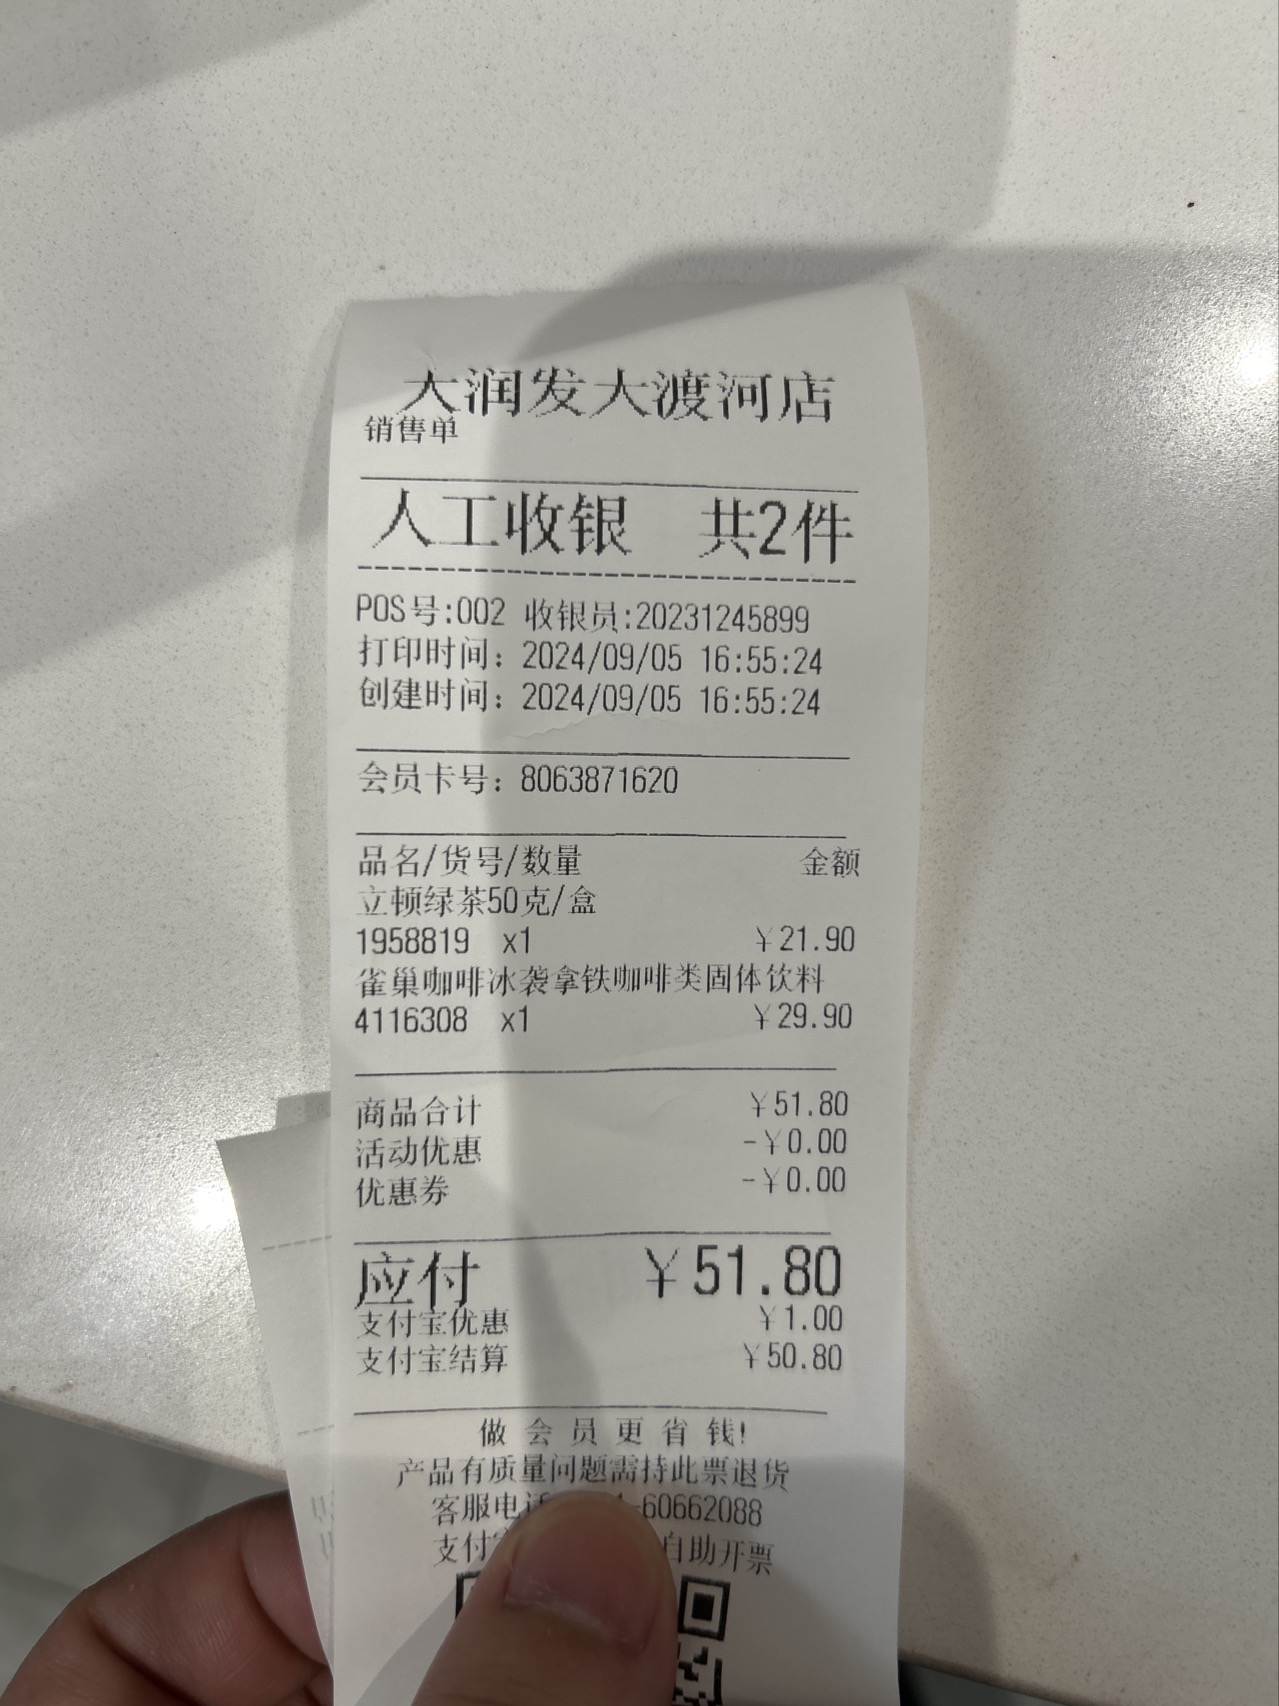 大润发大渡河店
销售单
人工收银 共2件
POS号:002 收银员:20231245899
打印时间：2024/09/05 16:55:24
创建时间：2024/09/05 16:55:24
会员卡号：8063871620
品名/货号/数量 金额
立顿绿茶50克/盒
1958819 x1 ￥21.90
雀巢咖啡冰袭拿铁咖啡类固体饮料
4116308 x1 ￥29.90
商品合计 ￥51.80
活动优惠 -￥0.00
优惠券 -￥0.00
应付 ￥51.80
支付宝优惠 ￥1.00
支付宝结算 ￥50.80
做会员更省钱!
产品有质量问题需持此票退货
客服电 -60662088
支付 自助开票